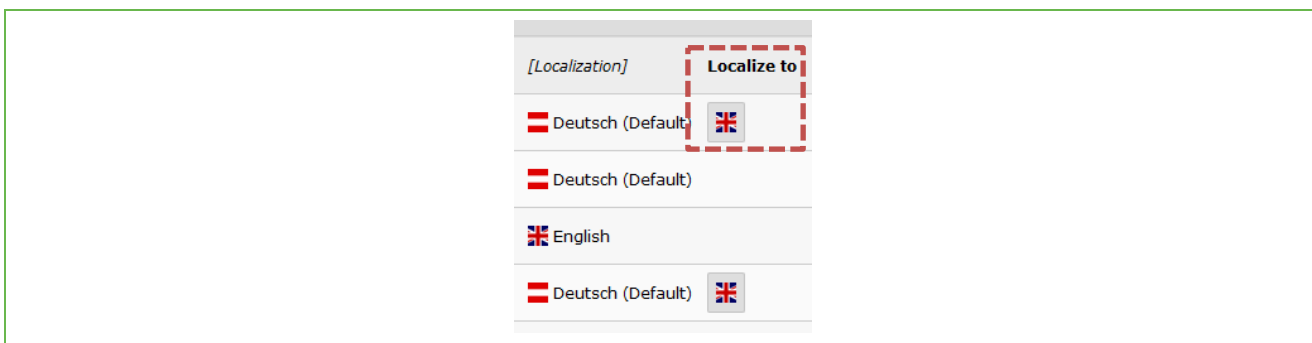 [Localization] Localize to
Deutsch (Default)
Deutsch (Default)
English
Deutsch (Default)